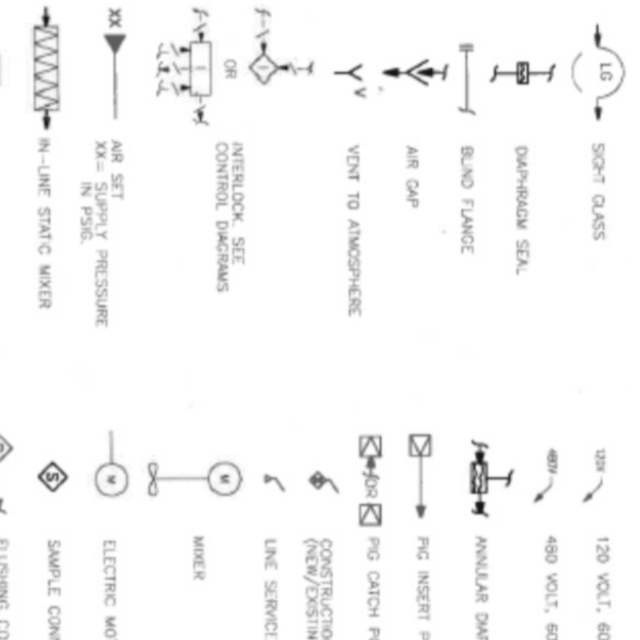 LG
SIGHT GLASS
DIAPHRAGM SEAL
BLIND FLANGE
AIR GAP
V
VENT TO ATMOSPHERE
OR
I
I
INTERLOCK, SEE
CONTROL DIAGRAMS
XX
AIR SET
XX= SUPPLY PRESSURE
IN PSIG.
IN-LINE STATIC MIXER
120V
120 VOLT, 60
480V
480 VOLT, 6
ANNULAR DIA
PIG INSERT P
OR
PIG CATCH P
CONSTRUCTIO
(NEW/EXISTIN
LINE SERVICE
M
MIXER
M
ELECTRIC MO
S
SAMPLE CON
FLUSHING CO